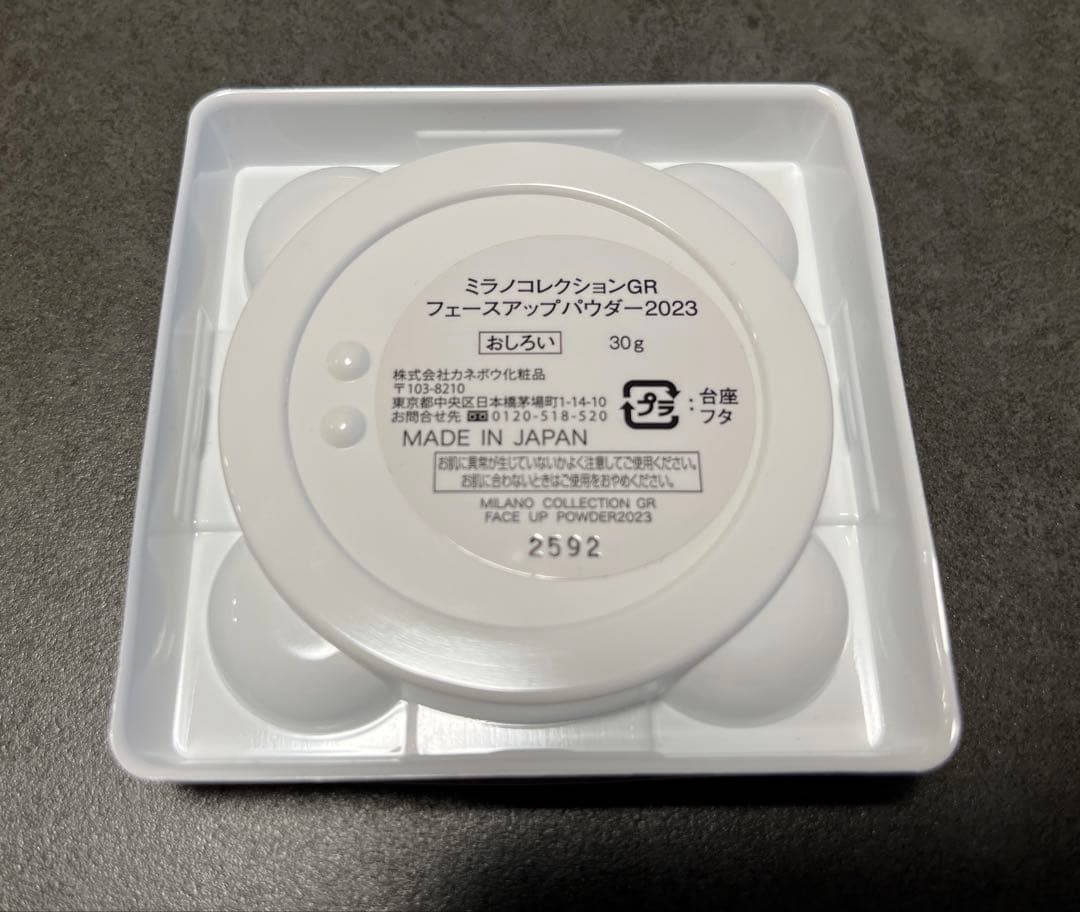 ミラノコレクションGR
フェースアップパウダー2023
おしろい 30g
株式会社カネボウ化粧品
〒103-8210
東京都中央区日本橋茅場町1-14-10
お問合せ先 0120-518-520
プラ : 台座
フタ
MADE IN JAPAN
お肌に異常が生じていないかよく注意してご使用ください。
お肌に合わないときはご使用をおやめください。
MILANO COLLECTION GR
FACE UP POWDER2023
2592